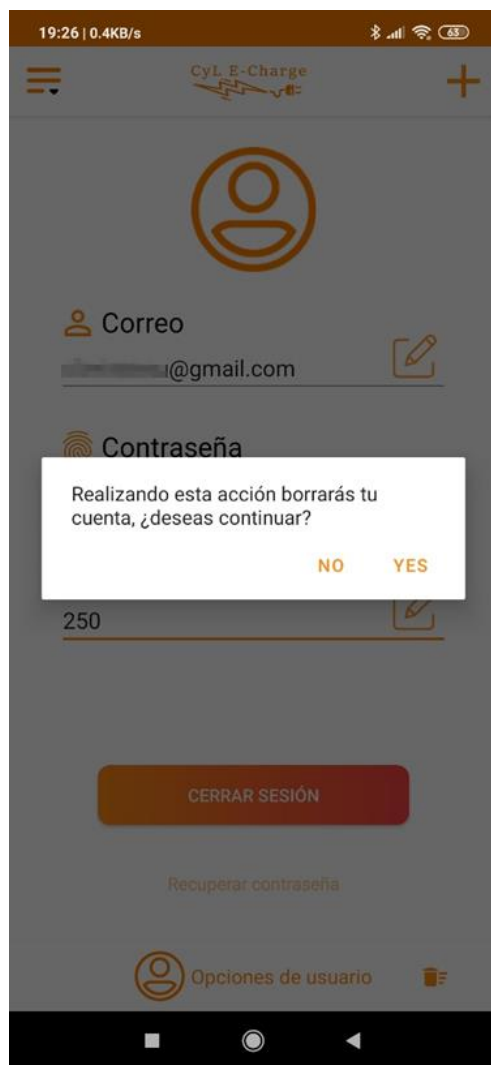 19:26 | 0.4KB/s
63
CyL E-Charge
Correo
@gmail.com
Contraseña
Realizando esta acción borrarás tu
cuenta, ¿deseas continuar?
NO YES
250
CERRAR SESIÓN
Recuperar contraseña
Opciones de usuario